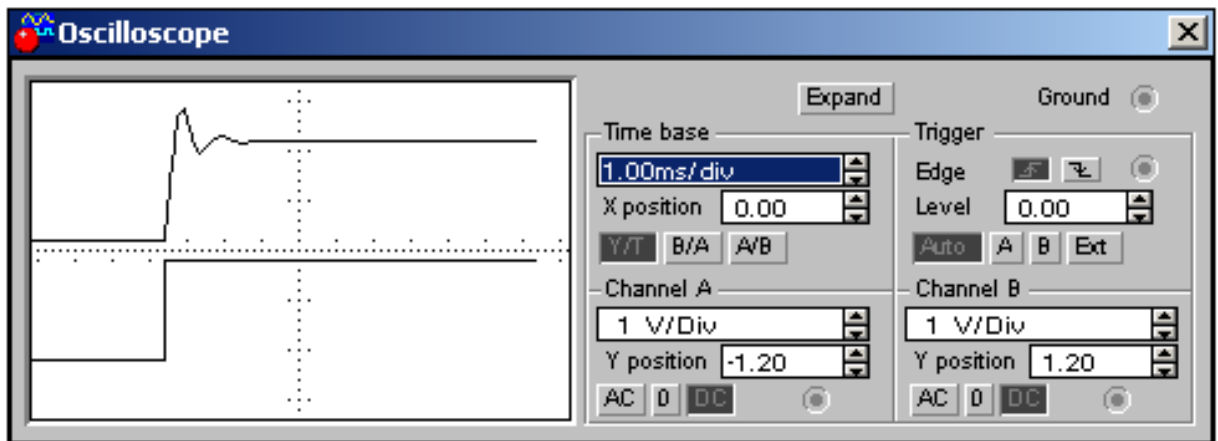 Oscilloscope
Expand Ground
Time base Trigger
1.00ms/div Edge
X position 0.00 Level 0.00
Y/T B/A A/B Auto A B Ext
Channel A Channel B
1 V/Div 1 V/Div
Y position -1.20 Y position 1.20
AC 0 DC AC 0 DC